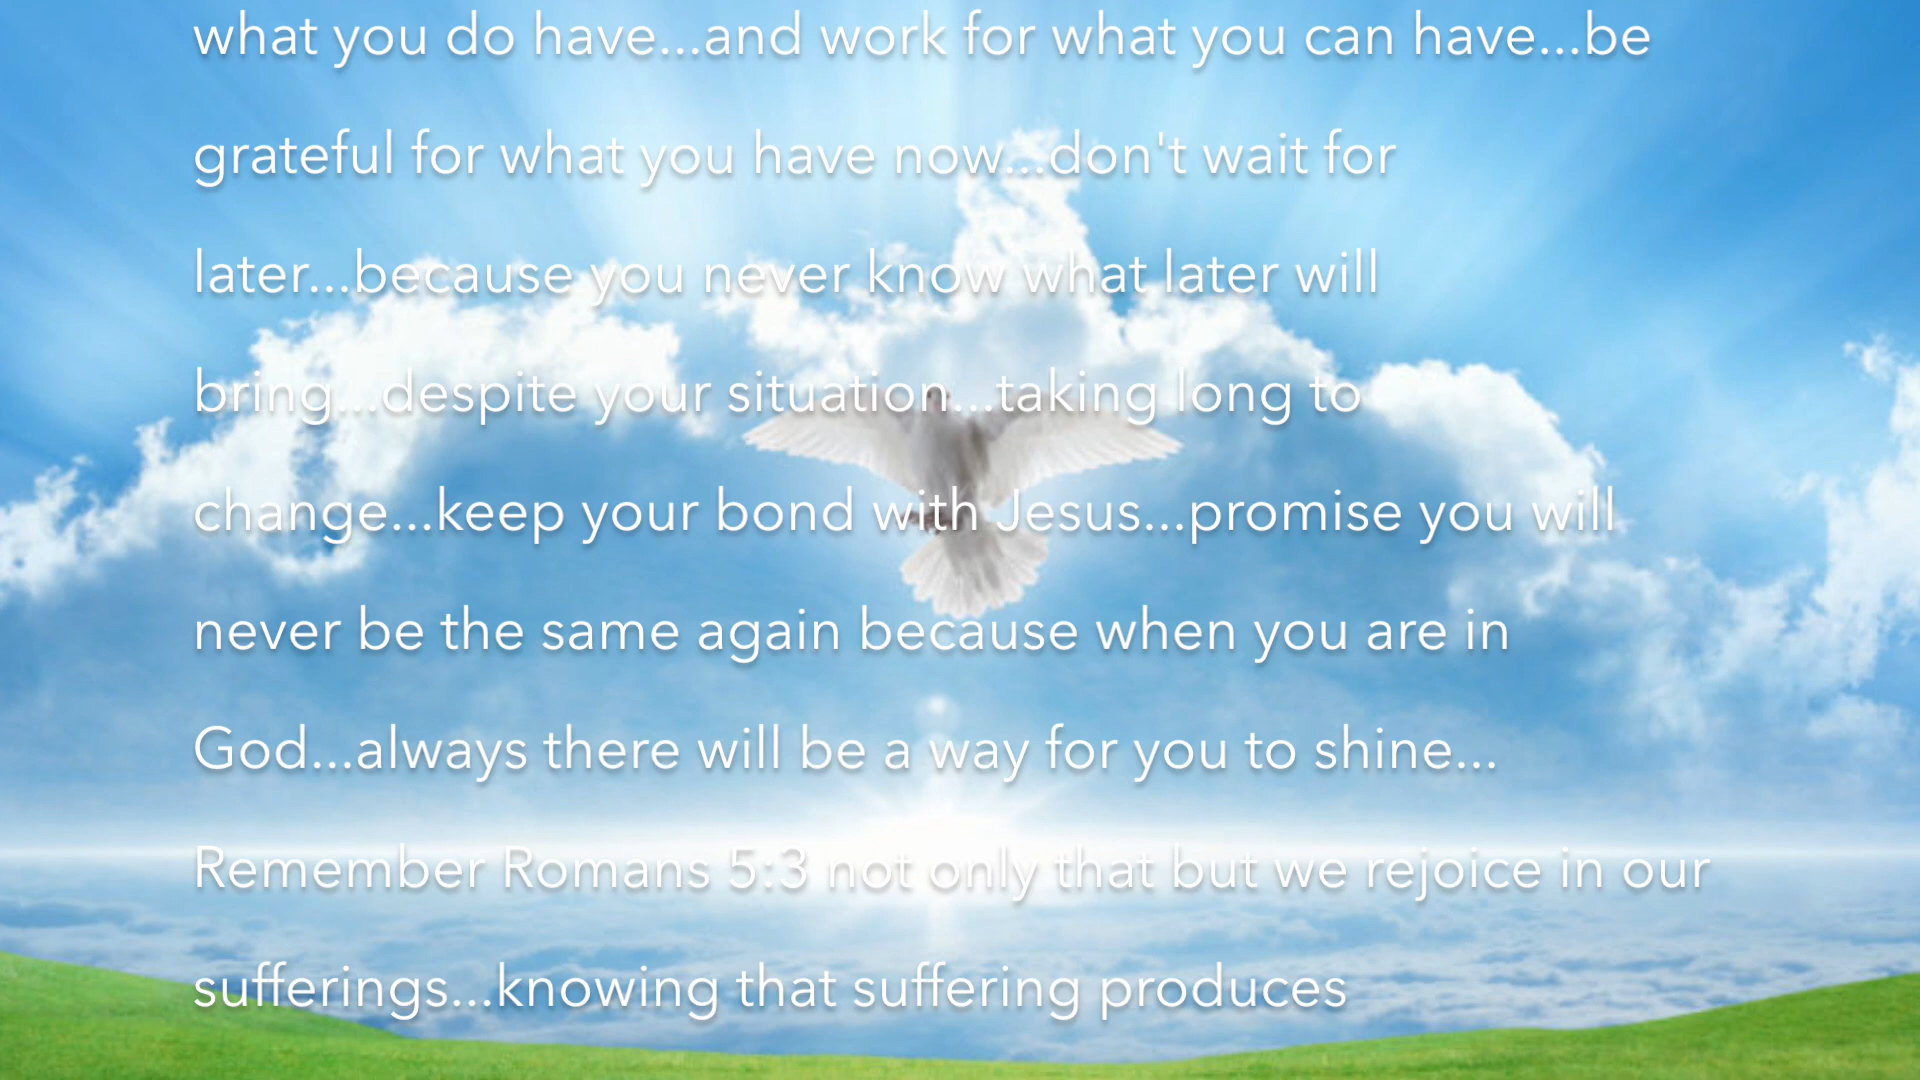 what you do have...and work for what you can have...be
grateful for what you have now...don't wait for
later...because you never know what later will
bring...despite your situation...taking long to
change...keep your bond with Jesus...promise you will
never be the same again because when you are in
God...always there will be a way for you to shine...
Remember Romans 5:3 not only that but we rejoice in our
sufferings...knowing that suffering produces